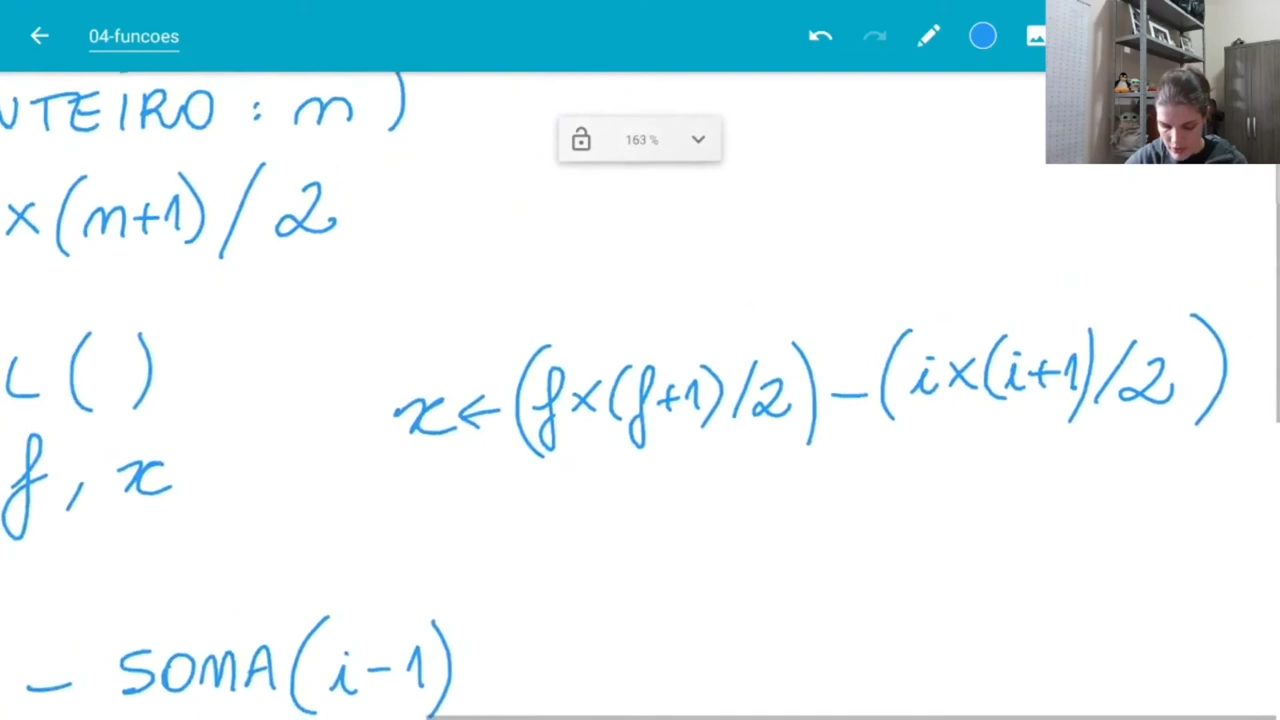 04-funcoes
163 %
NTEIRO : n )
x (n+1) / 2
x ← (f x (f+1) / 2) - (i x (i+1) / 2)
L ( )
f, x
- SOMA (i-1)